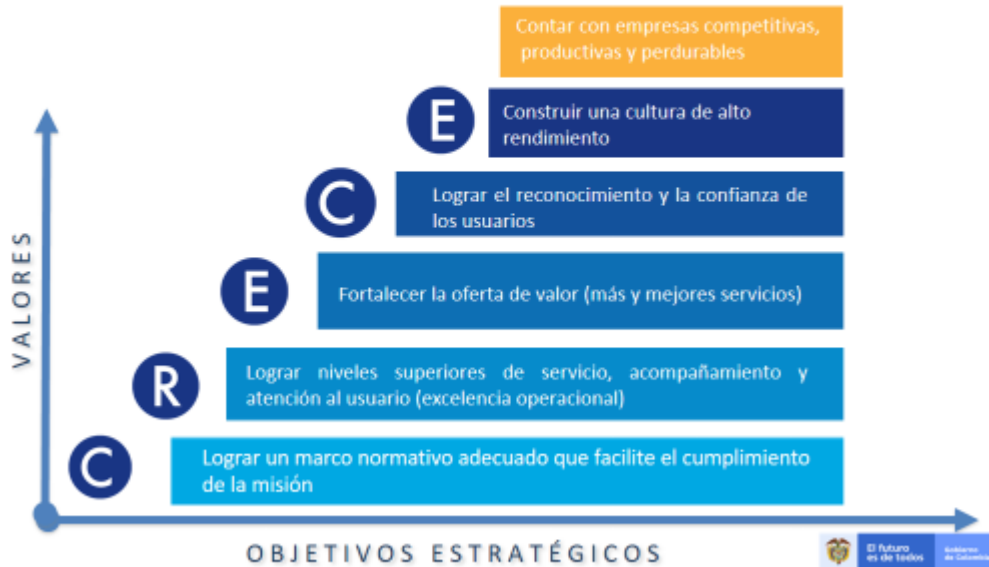 Contar con empresas competitivas,
productivas y perdurables
E
Construir una cultura de alto
rendimiento
C
Lograr el reconocimiento y la confianza de
los usuarios
E
Fortalecer la oferta de valor (más y mejores servicios)
R
Lograr niveles superiores de servicio, acompañamiento y
atención al usuario (excelencia operacional)
C
Lograr un marco normativo adecuado que facilite el cumplimiento
de la misión
VALORES
OBJETIVOS ESTRATÉGICOS
El futuro
es de todos
Gobierno
de Colombia